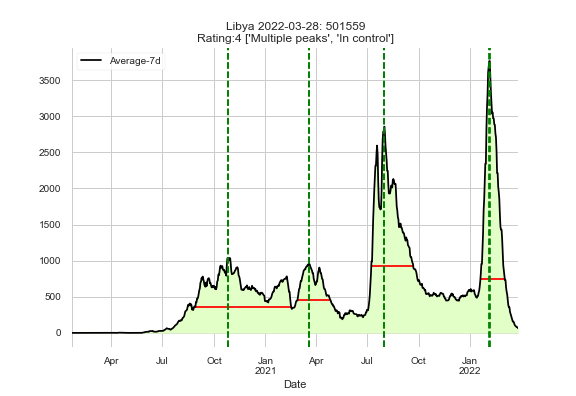 Libya 2022-03-28: 501559
Rating:4 ['Multiple peaks', 'In control']
Average-7d
3500
3000
2500
2000
1500
1000
500
0
Apr Jul Oct Jan Apr Jul Oct Jan
2021 2022
Date